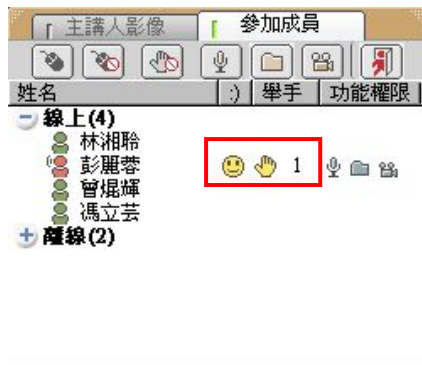 主講人影像 參加成員
姓名 :) 舉手 功能權限
線上(4)
林湘聆
彭麗蓉 1
曾焜輝
馮立芸
離線(2)